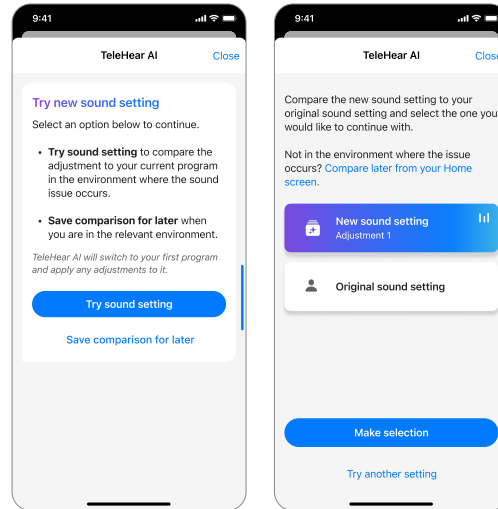 9:41
TeleHear AI
Close
Try new sound setting
Select an option below to continue.
• Try sound setting to compare the
adjustment to your current program
in the environment where the sound
issue occurs.
• Save comparison for later when
you are in the relevant environment.
TeleHear AI will switch to your first program
and apply any adjustments to it.
Try sound setting
Save comparison for later
9:41
TeleHear AI
Close
Compare the new sound setting to your
original sound setting and select the one you
would like to continue with.
Not in the environment where the issue
occurs? Compare later from your Home
screen.
New sound setting
Adjustment 1
Original sound setting
Make selection
Try another setting